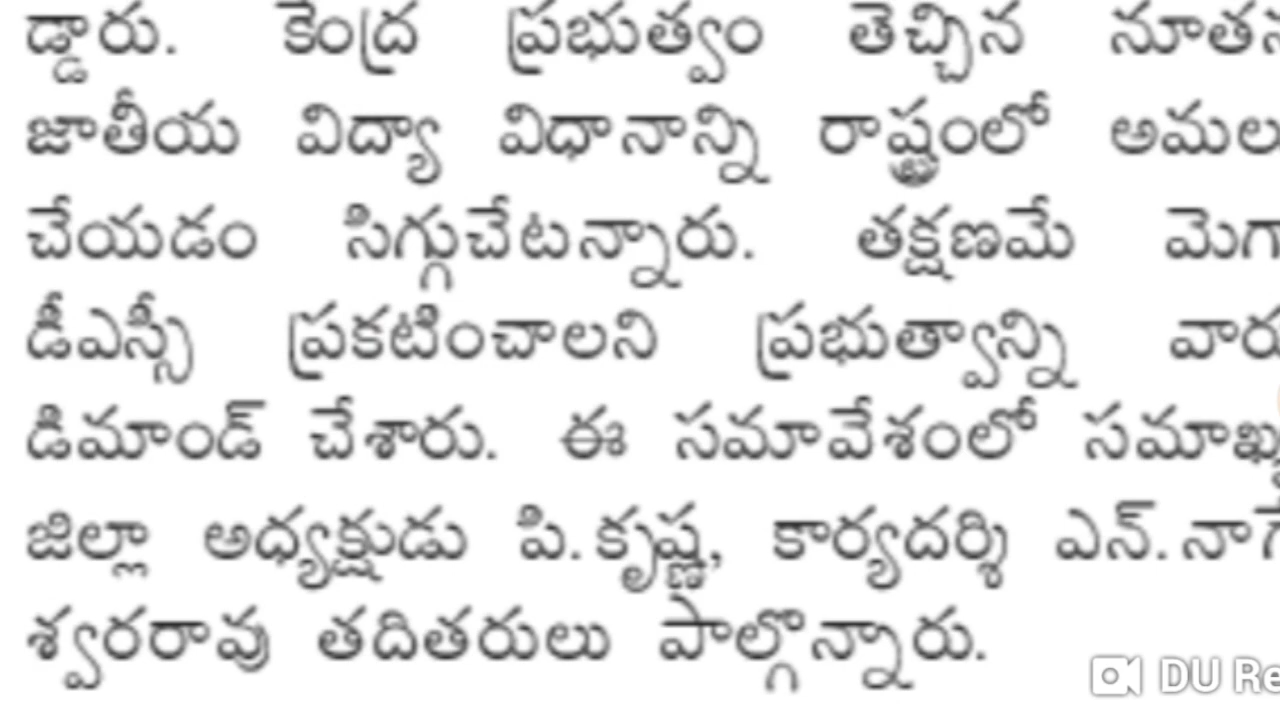 డ్డారు. కేంద్ర ప్రభుత్వం తెచ్చిన నూతన
జాతీయ విద్యా విధానాన్ని రాష్ట్రంలో అమలు
చేయడం సిగ్గుచేటన్నారు. తక్షణమే మెగా
డీఎస్సీ ప్రకటించాలని ప్రభుత్వాన్ని వారు
డిమాండ్ చేశారు. ఈ సమావేశంలో సమాఖ్య
జిల్లా అధ్యక్షుడు పి.కృష్ణ, కార్యదర్శి ఎన్.నాగే
శ్వరరావు తదితరులు పాల్గొన్నారు.
DU Re